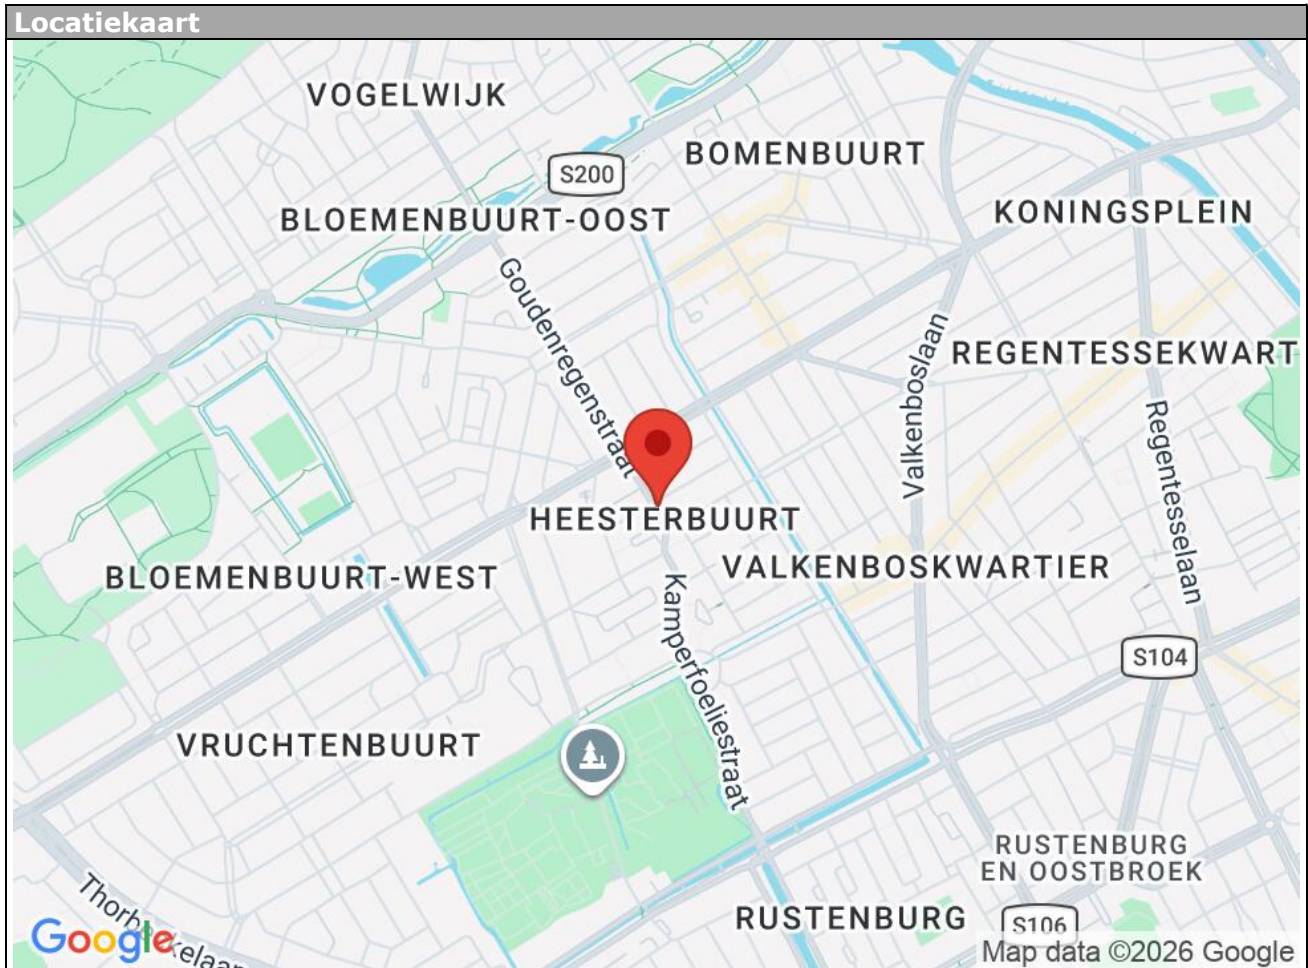 Locatiekaart
VOGELWIJK
BOMENBUURT
S200
BLOEMENBUURT-OOST
KONINGSPLEIN
Goudenregenstraat
Valkenboslaan
REGENTESSEKWART
Regentesselaan
HEESTERBUURT
VALKENBOSKWARTIER
BLOEMENBUURT-WEST
Kamperfoeliestraat
S104
VRUCHTENBUURT
RUSTENBURG
EN OOSTBROEK
Thorbeckelaan
RUSTENBURG
S106
Google
Map data ©2026 Google